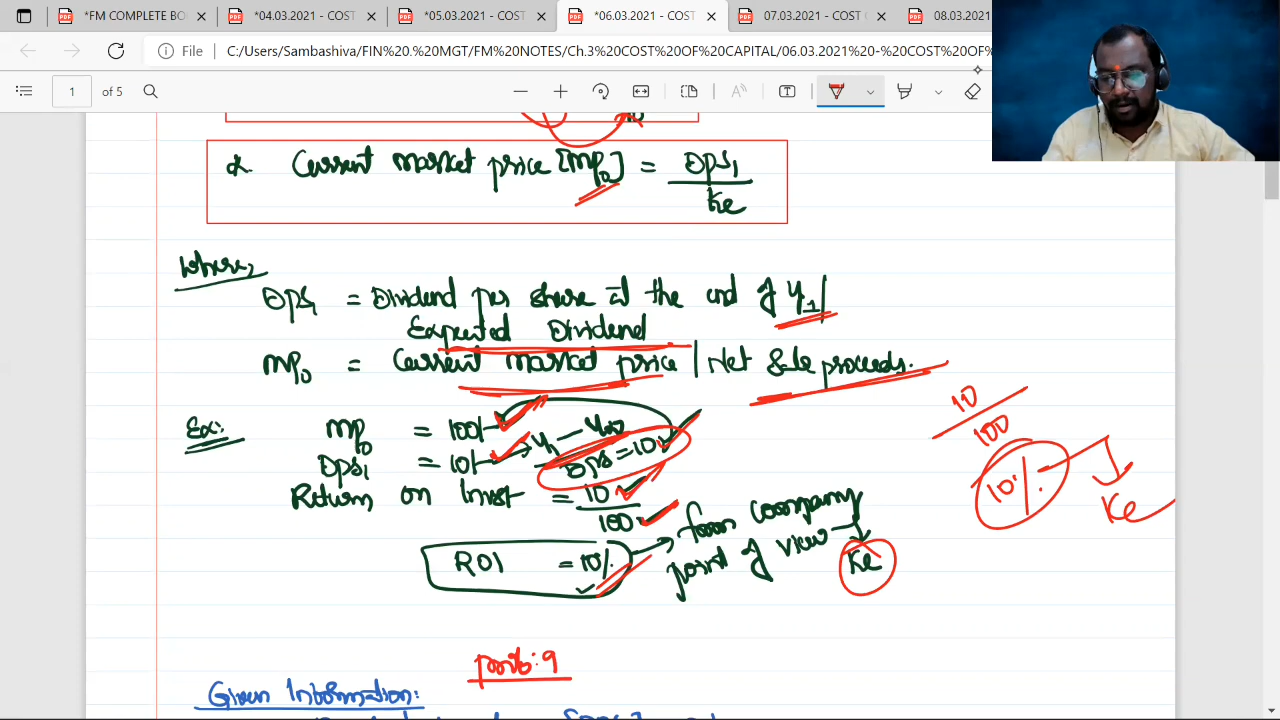 *FM COMPLETE BO
*04.03.2021 - COST
*05.03.2021 - COST
*06.03.2021 - COST
07.03.2021 - COST
08.03.2021
File C:/Users/Sambashiva/FIN%20.%20MGT/FM%20NOTES/Ch.3%20COST%20OF%20CAPITAL/06.03.2021%20-%20COST%20OF%
1 of 5
Current market price [MP0] = DPS1
Ke
Where,
DPS1 = Dividend per share at the end of Y1 |
Expected Dividend
MP0 = Current market price | Net Sale proceeds.
Ex:
MP0 = 100/-
DPS1 = 10/- → Y1 —
DPS = 10
Return on Invst = 10
100
ROI = 10%
from company
point of view
Ke
10
100
10%
Ke
prob: 9
Given Information: